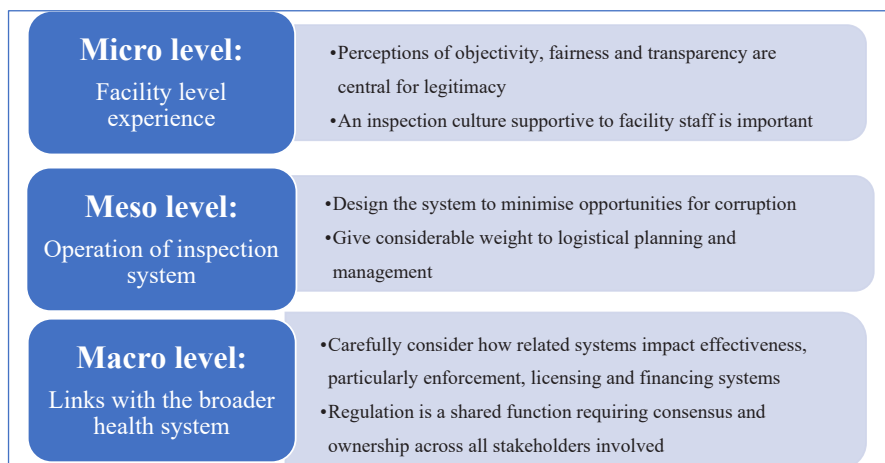 Micro level:
Facility level
experience
•Perceptions of objectivity, fairness and transparency are
central for legitimacy
•An inspection culture supportive to facility staff is important
Meso level:
Operation of inspection
system
•Design the system to minimise opportunities for corruption
•Give considerable weight to logistical planning and
management
Macro level:
Links with the broader
health system
•Carefully consider how related systems impact effectiveness,
particularly enforcement, licensing and financing systems
•Regulation is a shared function requiring consensus and
ownership across all stakeholders involved